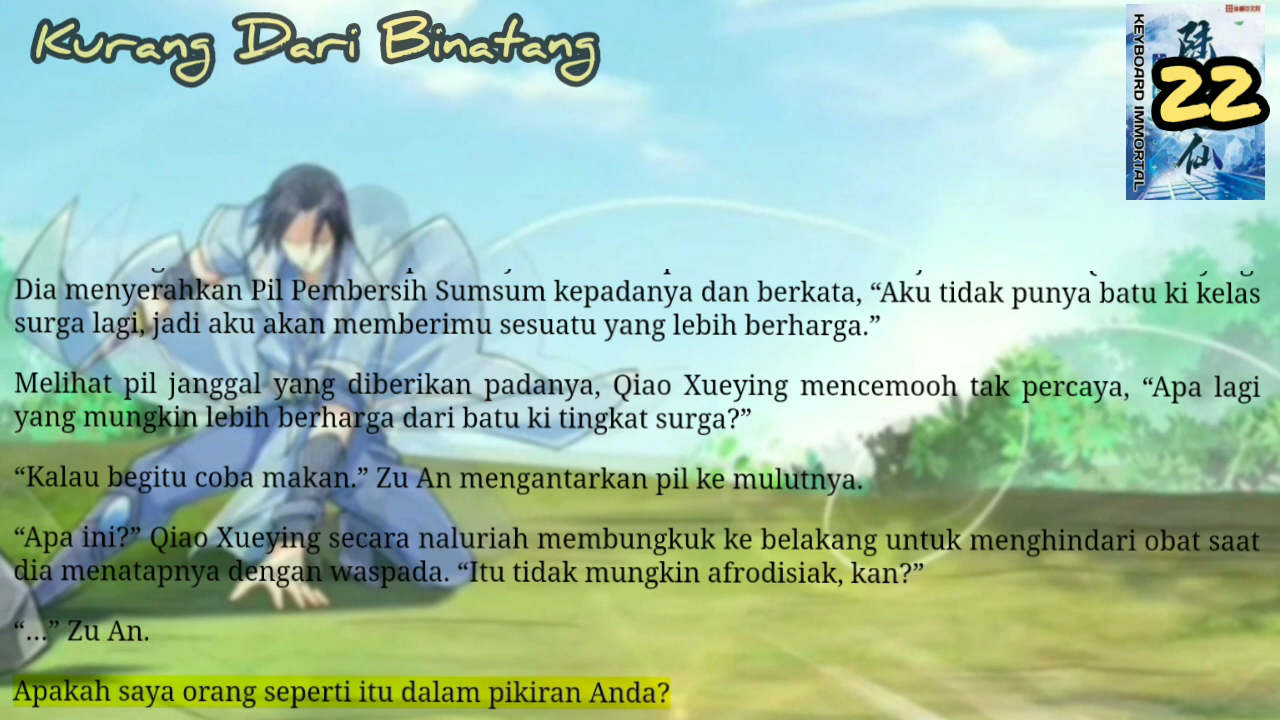 Kurang Dari Binatang
KEYBOARD IMMORTAL
22
仙
Dia menyerahkan Pil Pembersih Sumsum kepadanya dan berkata, “Aku tidak punya batu ki kelas
surga lagi, jadi aku akan memberimu sesuatu yang lebih berharga.”
Melihat pil janggal yang diberikan padanya, Qiao Xueying mencemooh tak percaya, “Apa lagi
yang mungkin lebih berharga dari batu ki tingkat surga?”
“Kalau begitu coba makan.” Zu An mengantarkan pil ke mulutnya.
“Apa ini?” Qiao Xueying secara naluriah membungkuk ke belakang untuk menghindari obat saat
dia menatapnya dengan waspada. “Itu tidak mungkin afrodisiak, kan?”
“…” Zu An.
Apakah saya orang seperti itu dalam pikiran Anda?